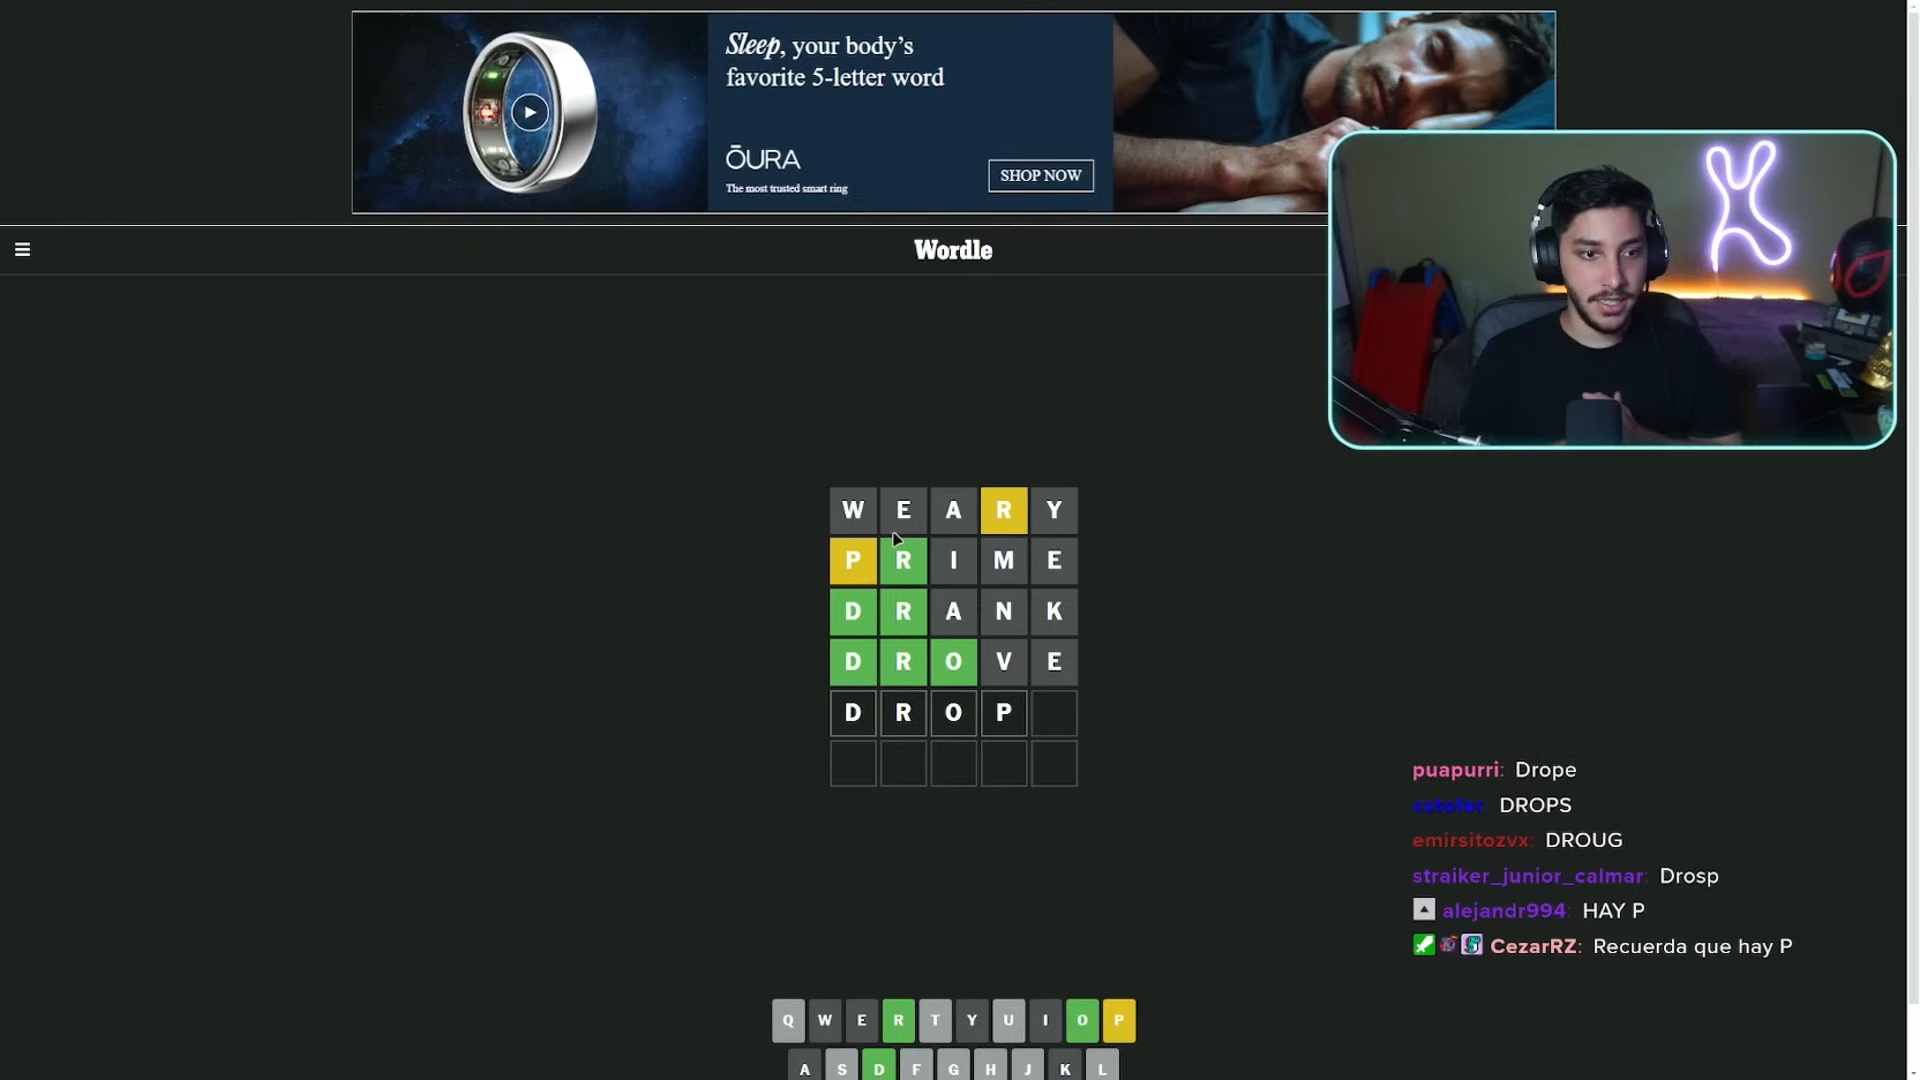 Sleep, your body's
favorite 5-letter word
ŌURA
The most trusted smart ring
SHOP NOW
Wordle
W E A R Y
P R I M E
D R A N K
D R O V E
D R O P
puapurri: Drope
cstofer: DROPS
emirsitozvx: DROUG
straiker_junior_calmar: Drosp
alejandr994: HAY P
CezarRZ: Recuerda que hay P
Q W E R T Y U I O P
A S D F G H J K L